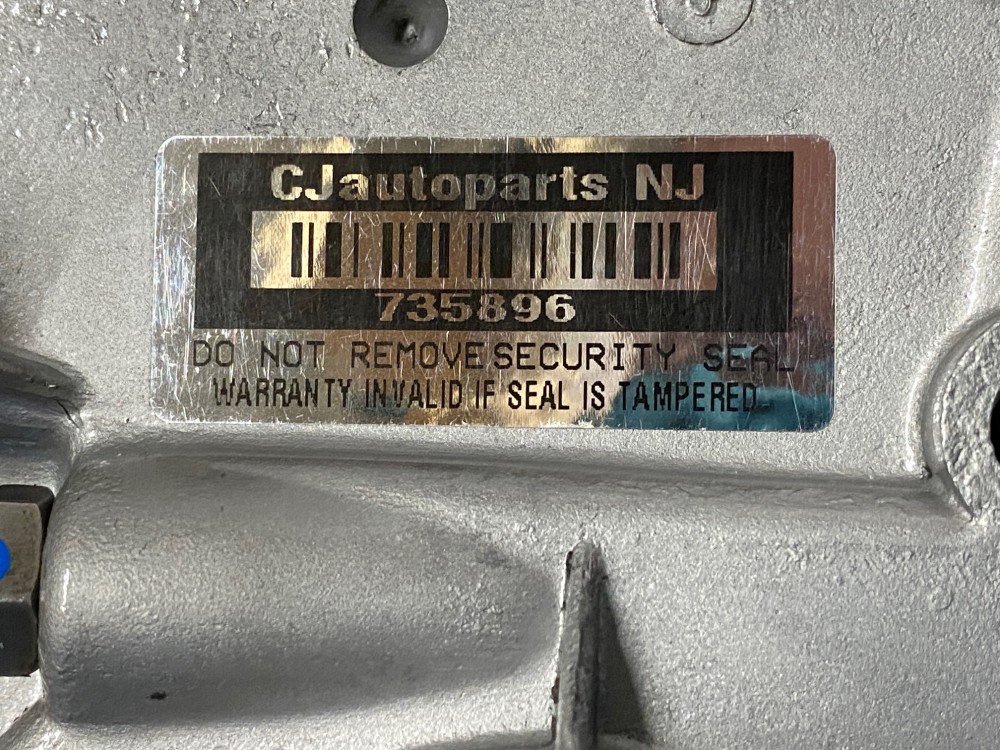 CJautoparts NJ
735896
DO NOT REMOVE SECURITY SEAL
WARRANTY INVALID IF SEAL IS TAMPERED